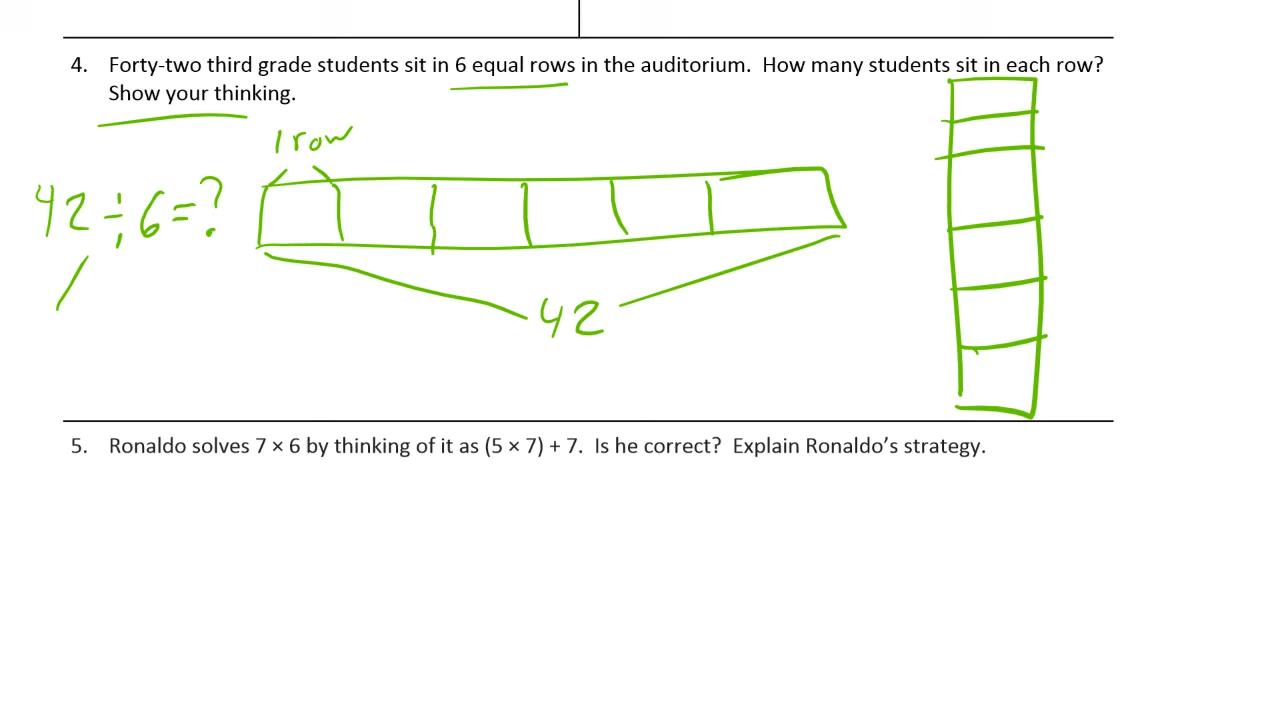 4. Forty-two third grade students sit in 6 equal rows in the auditorium. How many students sit in each row?
Show your thinking.
1 row
42 ÷ 6 = ?
42
5. Ronaldo solves 7 × 6 by thinking of it as (5 × 7) + 7. Is he correct? Explain Ronaldo’s strategy.